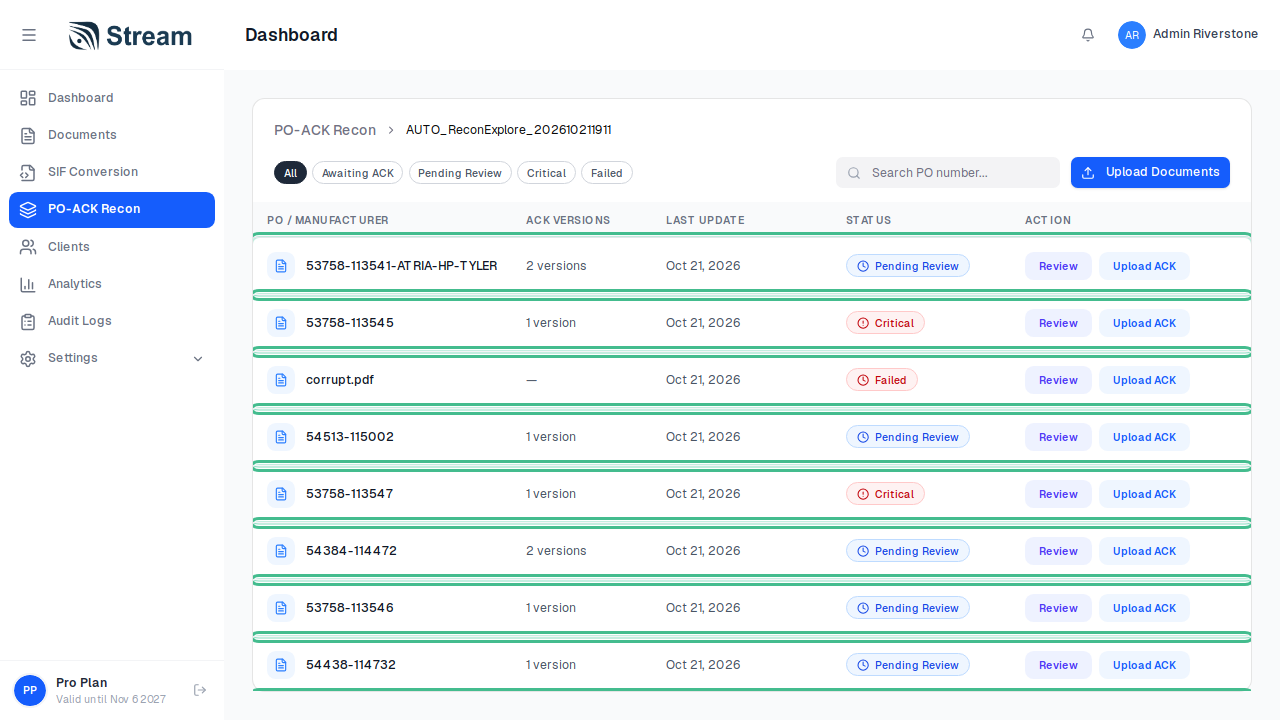 Stream
Dashboard
AR
Admin Riverstone
Dashboard
Documents
SIF Conversion
PO-ACK Recon
Clients
Analytics
Audit Logs
Settings
PP
Pro Plan
Valid until Nov 6 2027
PO-ACK Recon > AUTO_ReconExplore_202610211911
All Awaiting ACK Pending Review Critical Failed
Search PO number...
Upload Documents
PO / MANUFACTURER ACK VERSIONS LAST UPDATE STATUS ACTION
53758-113541-ATRIA-HP-TYLER 2 versions Oct 21, 2026 Pending Review Review Upload ACK
53758-113545 1 version Oct 21, 2026 Critical Review Upload ACK
corrupt.pdf — Oct 21, 2026 Failed Review Upload ACK
54513-115002 1 version Oct 21, 2026 Pending Review Review Upload ACK
53758-113547 1 version Oct 21, 2026 Critical Review Upload ACK
54384-114472 2 versions Oct 21, 2026 Pending Review Review Upload ACK
53758-113546 1 version Oct 21, 2026 Pending Review Review Upload ACK
54438-114732 1 version Oct 21, 2026 Pending Review Review Upload ACK